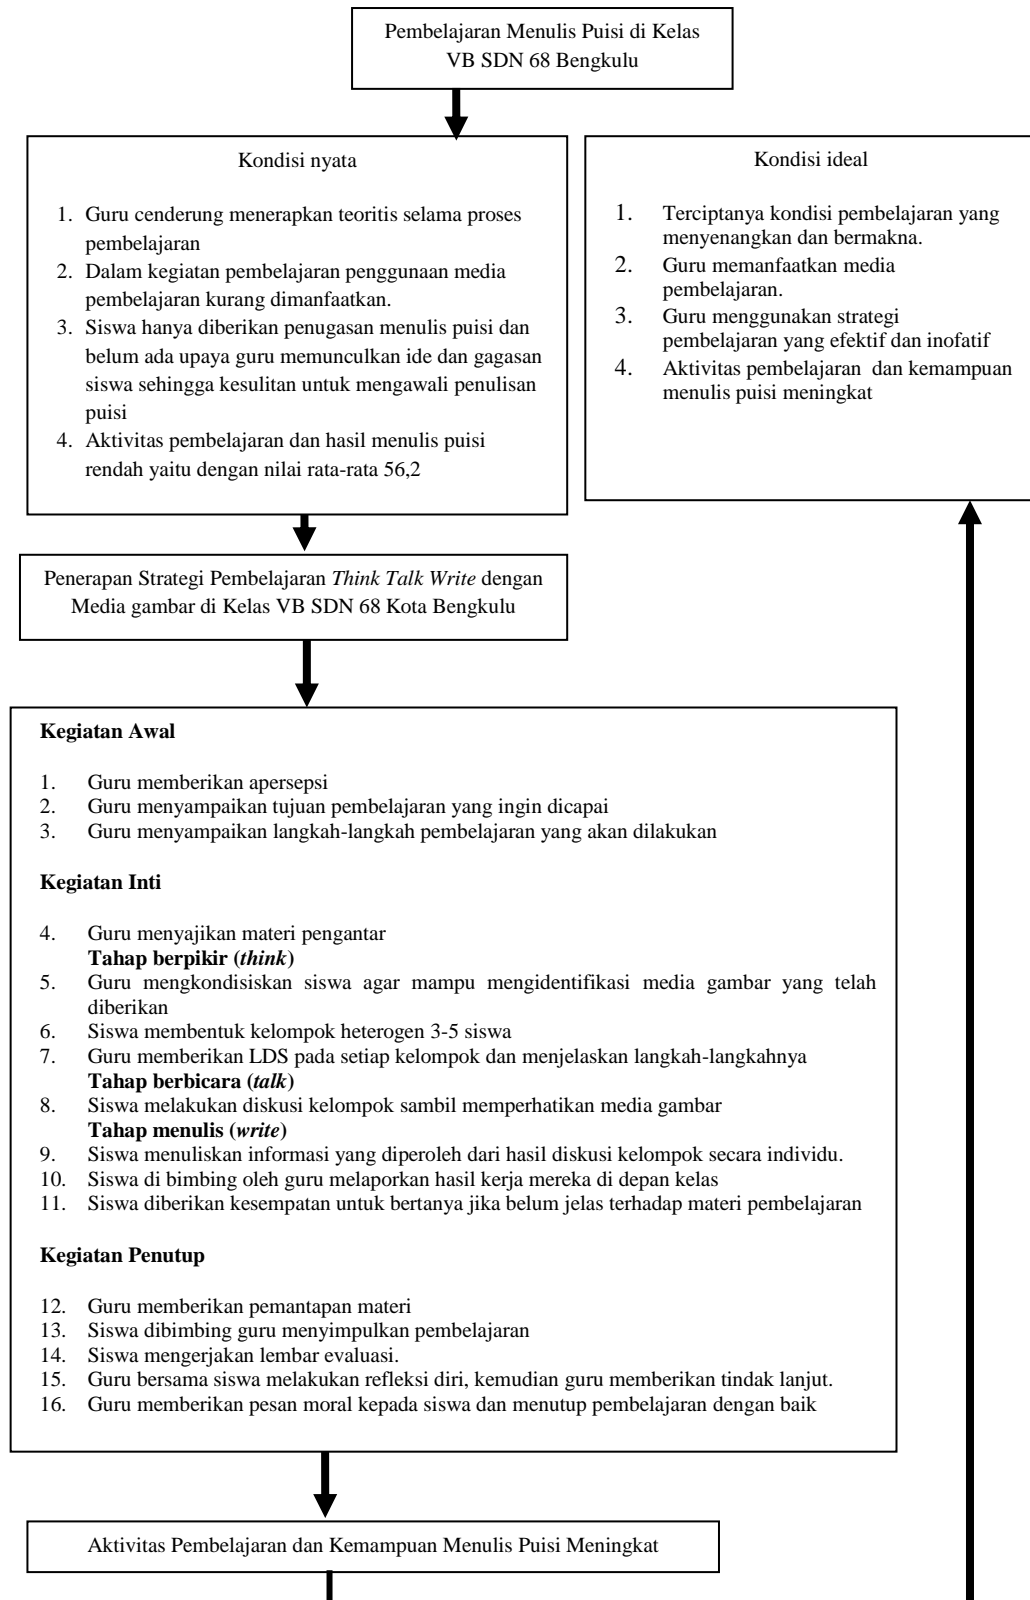 Pembelajaran Menulis Puisi di Kelas
VB SDN 68 Bengkulu
Kondisi nyata
1. Guru cenderung menerapkan teoritis selama proses
pembelajaran
2. Dalam kegiatan pembelajaran penggunaan media
pembelajaran kurang dimanfaatkan.
3. Siswa hanya diberikan penugasan menulis puisi dan
belum ada upaya guru memunculkan ide dan gagasan
siswa sehingga kesulitan untuk mengawali penulisan
puisi
4. Aktivitas pembelajaran dan hasil menulis puisi
rendah yaitu dengan nilai rata-rata 56,2
Kondisi ideal
1. Terciptanya kondisi pembelajaran yang
menyenangkan dan bermakna.
2. Guru memanfaatkan media
pembelajaran.
3. Guru menggunakan strategi
pembelajaran yang efektif dan inofatif
4. Aktivitas pembelajaran dan kemampuan
menulis puisi meningkat
Penerapan Strategi Pembelajaran Think Talk Write dengan
Media gambar di Kelas VB SDN 68 Kota Bengkulu
Kegiatan Awal
1. Guru memberikan apersepsi
2. Guru menyampaikan tujuan pembelajaran yang ingin dicapai
3. Guru menyampaikan langkah-langkah pembelajaran yang akan dilakukan
Kegiatan Inti
4. Guru menyajikan materi pengantar
Tahap berpikir (think)
5. Guru mengkondisiskan siswa agar mampu mengidentifikasi media gambar yang telah
diberikan
6. Siswa membentuk kelompok heterogen 3-5 siswa
7. Guru memberikan LDS pada setiap kelompok dan menjelaskan langkah-langkahnya
Tahap berbicara (talk)
8. Siswa melakukan diskusi kelompok sambil memperhatikan media gambar
Tahap menulis (write)
9. Siswa menuliskan informasi yang diperoleh dari hasil diskusi kelompok secara individu.
10. Siswa di bimbing oleh guru melaporkan hasil kerja mereka di depan kelas
11. Siswa diberikan kesempatan untuk bertanya jika belum jelas terhadap materi pembelajaran
Kegiatan Penutup
12. Guru memberikan pemantapan materi
13. Siswa dibimbing guru menyimpulkan pembelajaran
14. Siswa mengerjakan lembar evaluasi.
15. Guru bersama siswa melakukan refleksi diri, kemudian guru memberikan tindak lanjut.
16. Guru memberikan pesan moral kepada siswa dan menutup pembelajaran dengan baik
Aktivitas Pembelajaran dan Kemampuan Menulis Puisi Meningkat